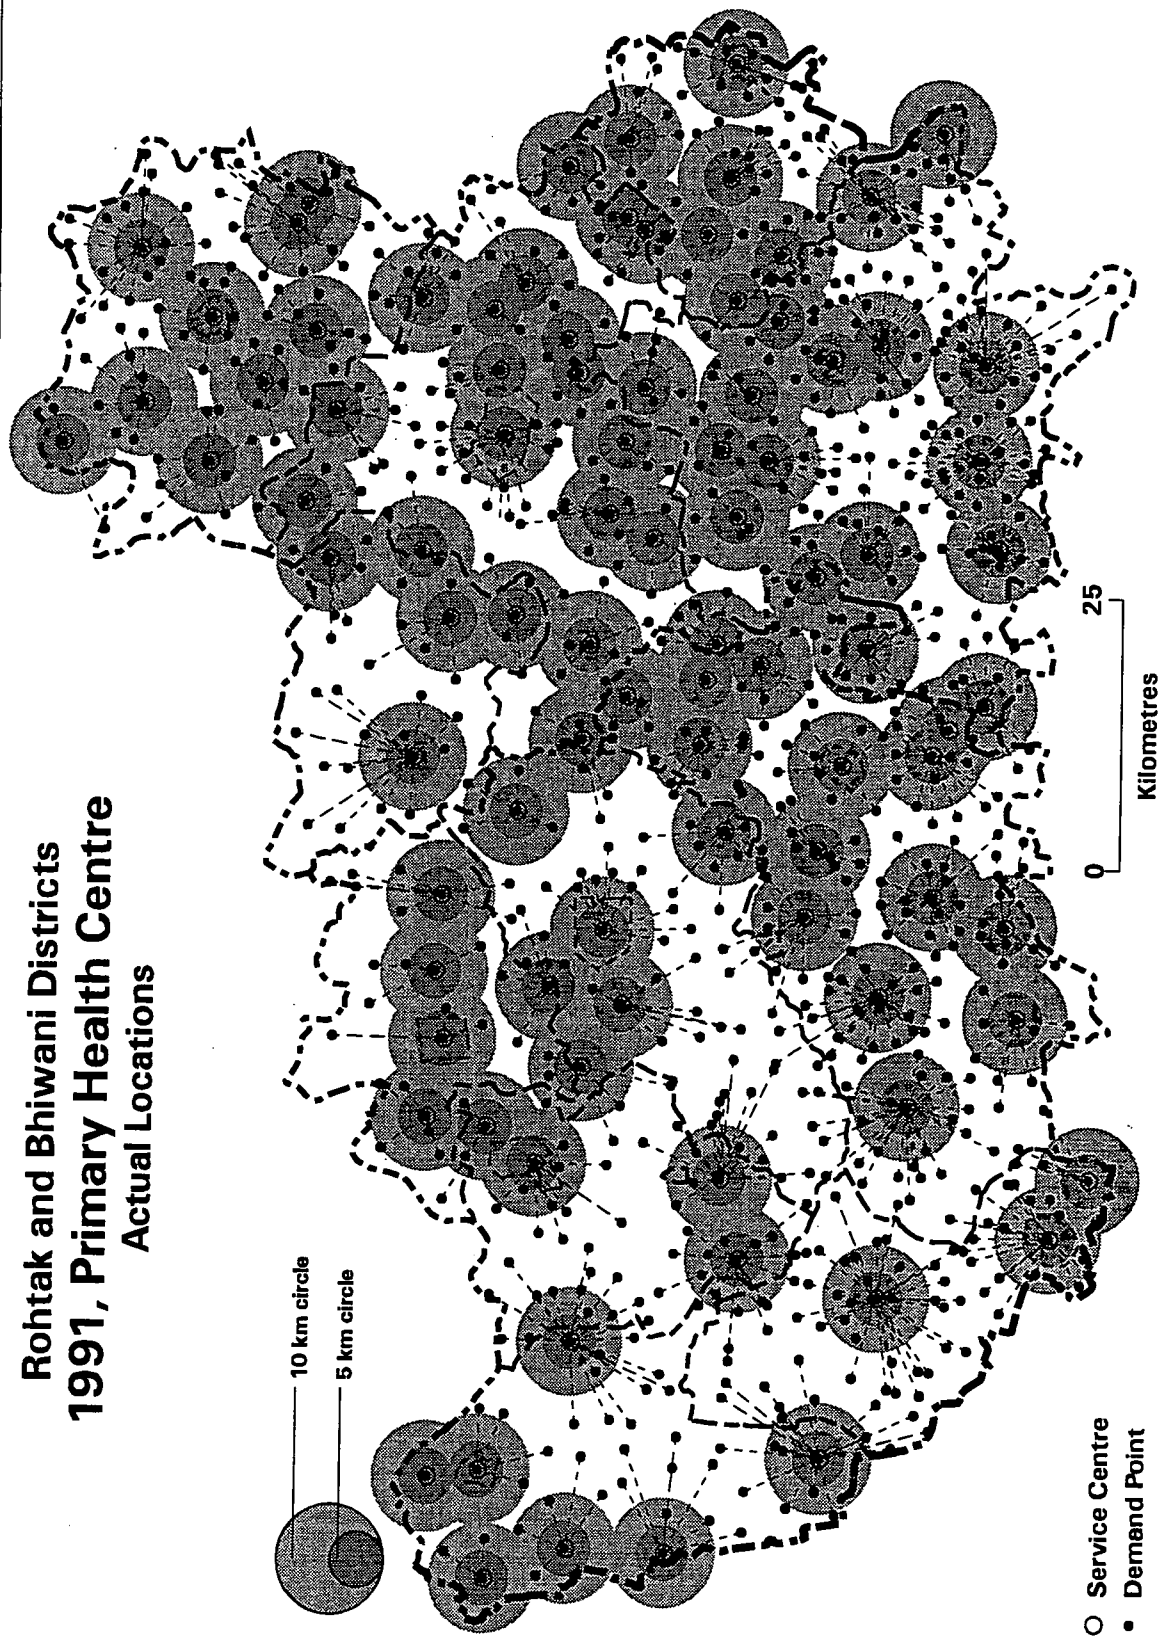 Rohtak and Bhiwani Districts
1991, Primary Health Centre
Actual Locations
10 km circle
5 km circle
Service Centre
Demand Point
0 25
Kilometres